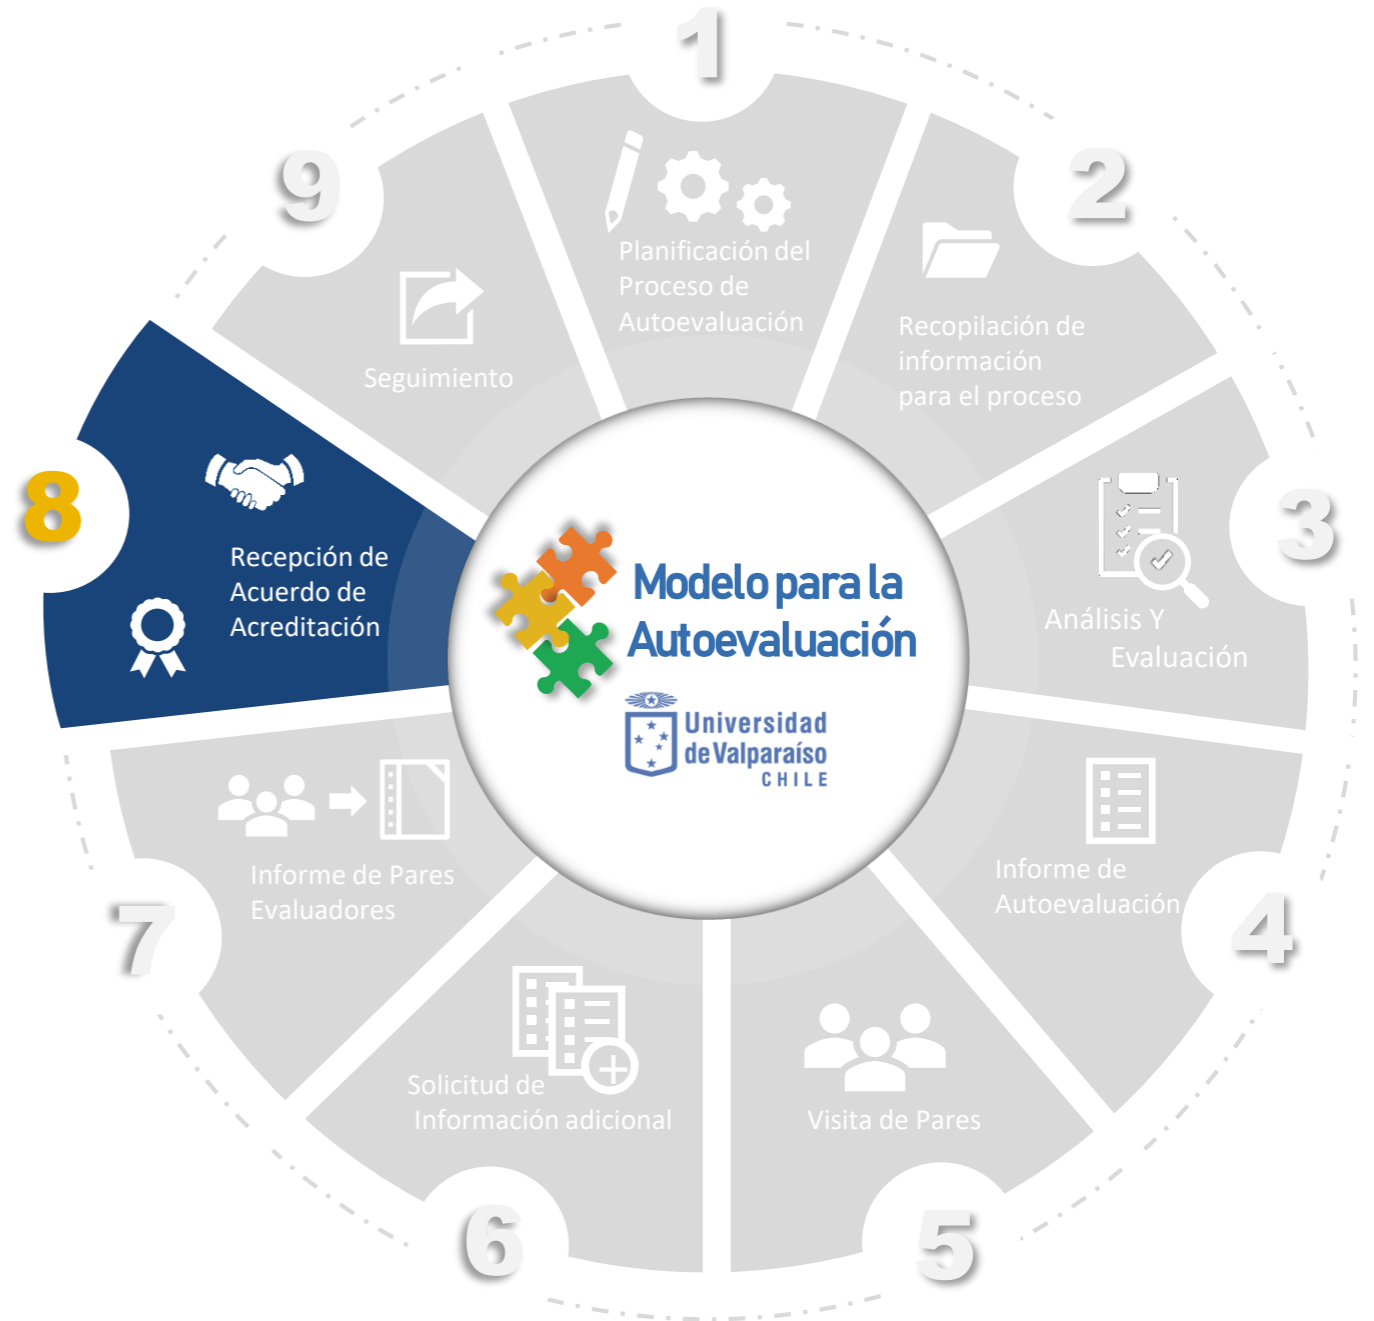 1
Planificación del
Proceso de
Autoevaluación
2
Recopilación de
información
para el proceso
3
Análisis Y
Evaluación
4
Informe de
Autoevaluación
5
Visita de Pares
6
Solicitud de
Información adicional
7
Informe de Pares
Evaluadores
8
Recepción de
Acuerdo de
Acreditación
9
Seguimiento
Modelo para la
Autoevaluación
Universidad
de Valparaíso
CHILE